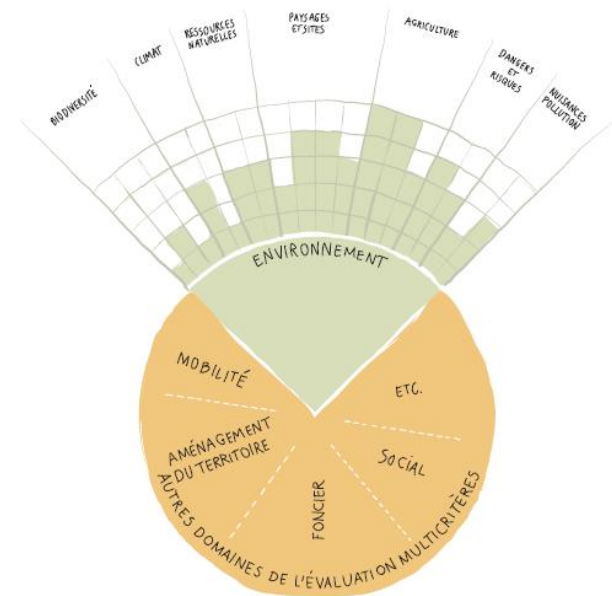 BIODIVERSITÉ
CLIMAT
RESSOURCES
NATURELLES
PAYSAGES
ET SITES
AGRICULTURE
DANGERS
ET
RISQUES
NUISANCES
POLLUTION
ENVIRONNEMENT
MOBILITÉ
ETC.
AMÉNAGEMENT
DU TERRITOIRE
SOCIAL
FONCIER
AUTRES DOMAINES DE L'ÉVALUATION MULTICRITÈRES